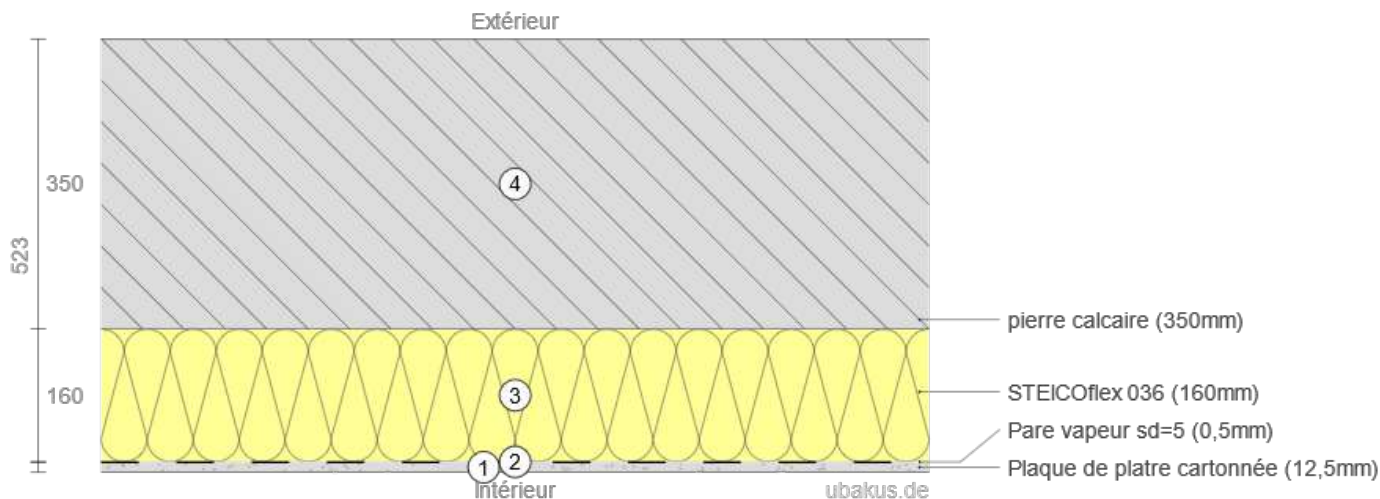 Extérieur
350
523
160
4
3
2
1
pierre calcaire (350mm)
STEICOflex 036 (160mm)
Pare vapeur sd=5 (0,5mm)
Plaque de platre cartonnée (12,5mm)
Intérieur
ubakus.de